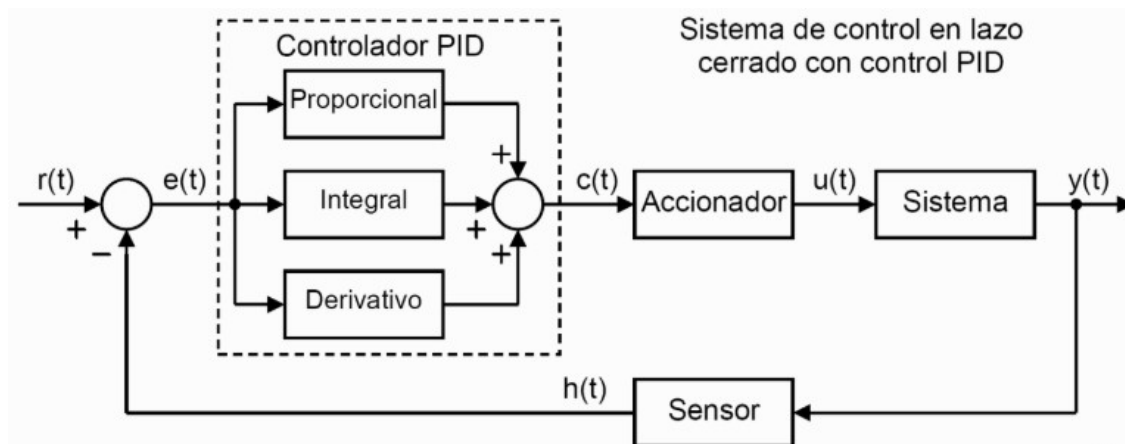 Controlador PID
Sistema de control en lazo
cerrado con control PID
Proporcional
+
r(t)
e(t)
Integral
c(t)
Accionador
u(t)
Sistema
y(t)
+
−
+
+
Derivativo
h(t)
Sensor